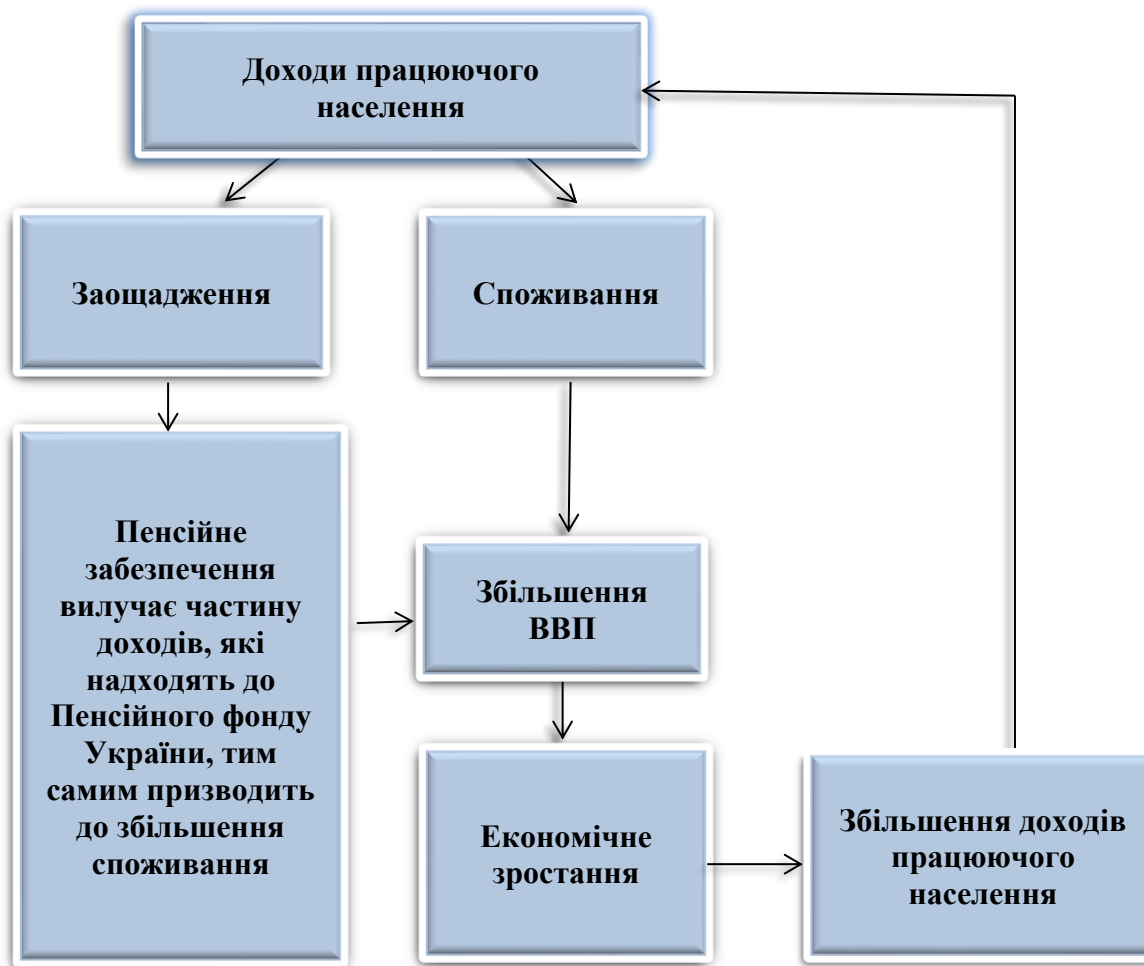 Доходи працюючого
населення
Заощадження
Споживання
Пенсійне
забезпечення
вилучає частину
доходів, які
надходять до
Пенсійного фонду
України, тим
самим призводить
до збільшення
споживання
Збільшення
ВВП
Економічне
зростання
Збільшення доходів
працюючого
населення